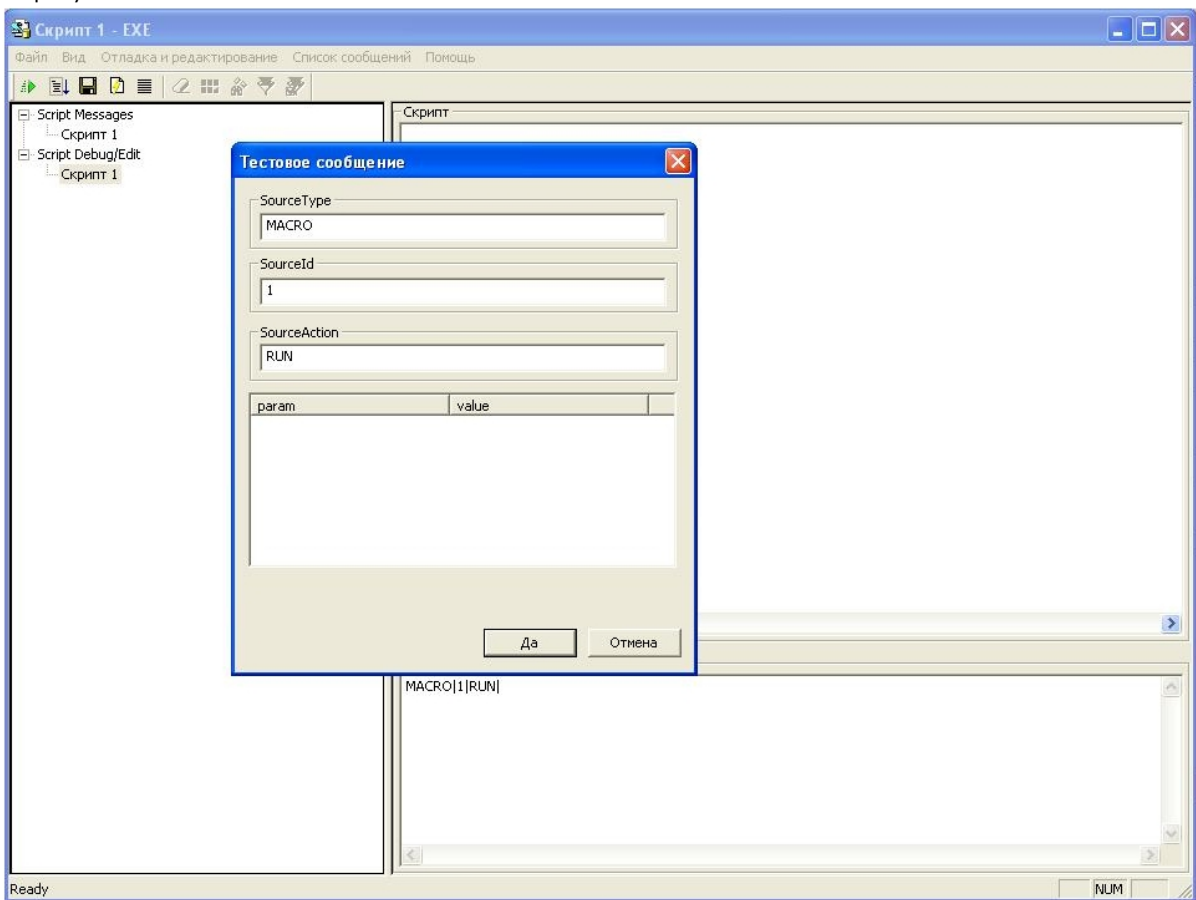 Скрипт 1 - EXE
Файл Вид Отладка и редактирование Список сообщений Помощь
Script Messages
Скрипт 1
Script Debug/Edit
Скрипт 1
Скрипт
Тестовое сообщение
SourceType
MACRO
SourceId
1
SourceAction
RUN
param value
Да Отмена
MACRO|1|RUN|
Ready NUM